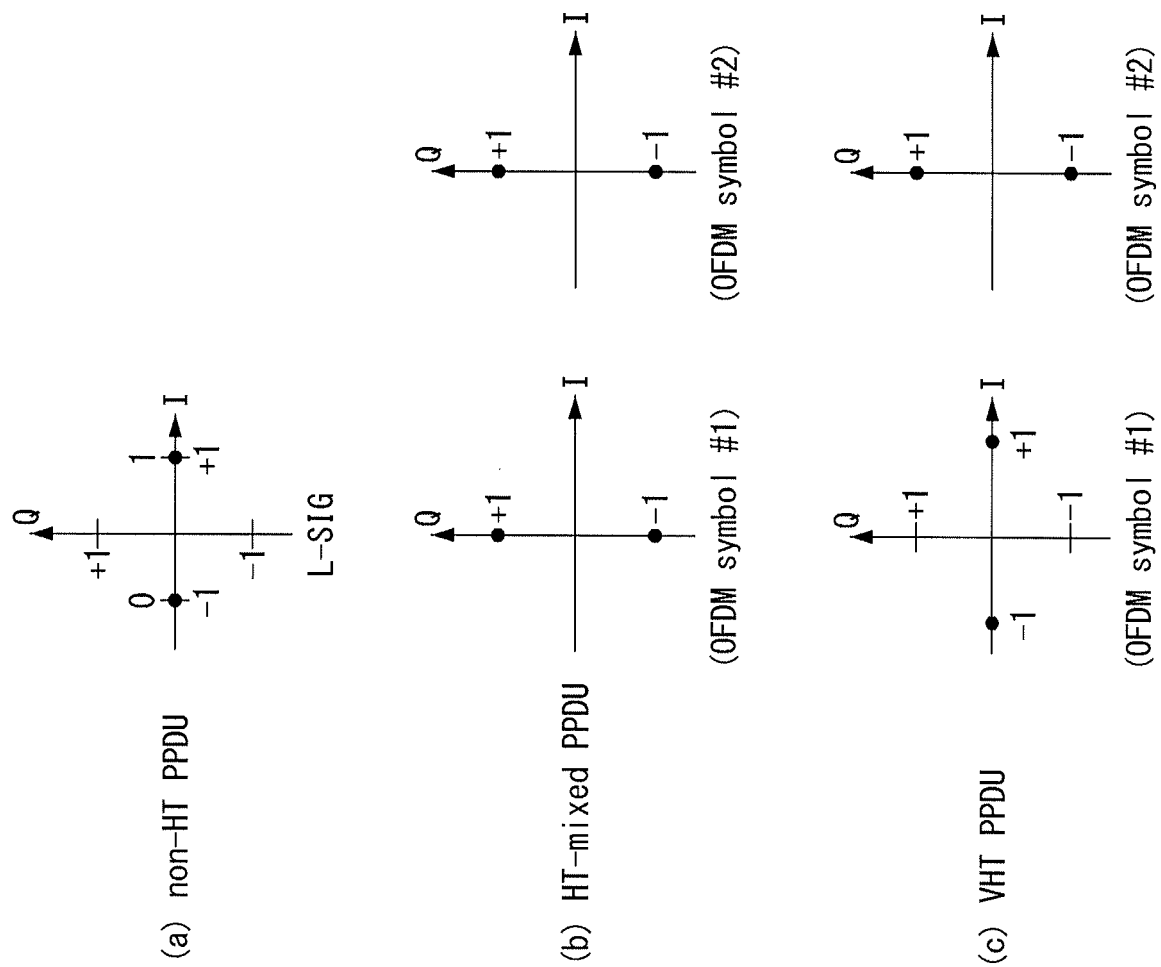 (a) non-HT PPDU
Q
+1
0
1
I
-1
+1
-1
L-SIG
(b) HT-mixed PPDU
Q
+1
I
-1
(OFDM symbol #1)
Q
+1
I
-1
(OFDM symbol #2)
(c) VHT PPDU
Q
+1
I
-1
+1
-1
(OFDM symbol #1)
Q
+1
I
-1
(OFDM symbol #2)